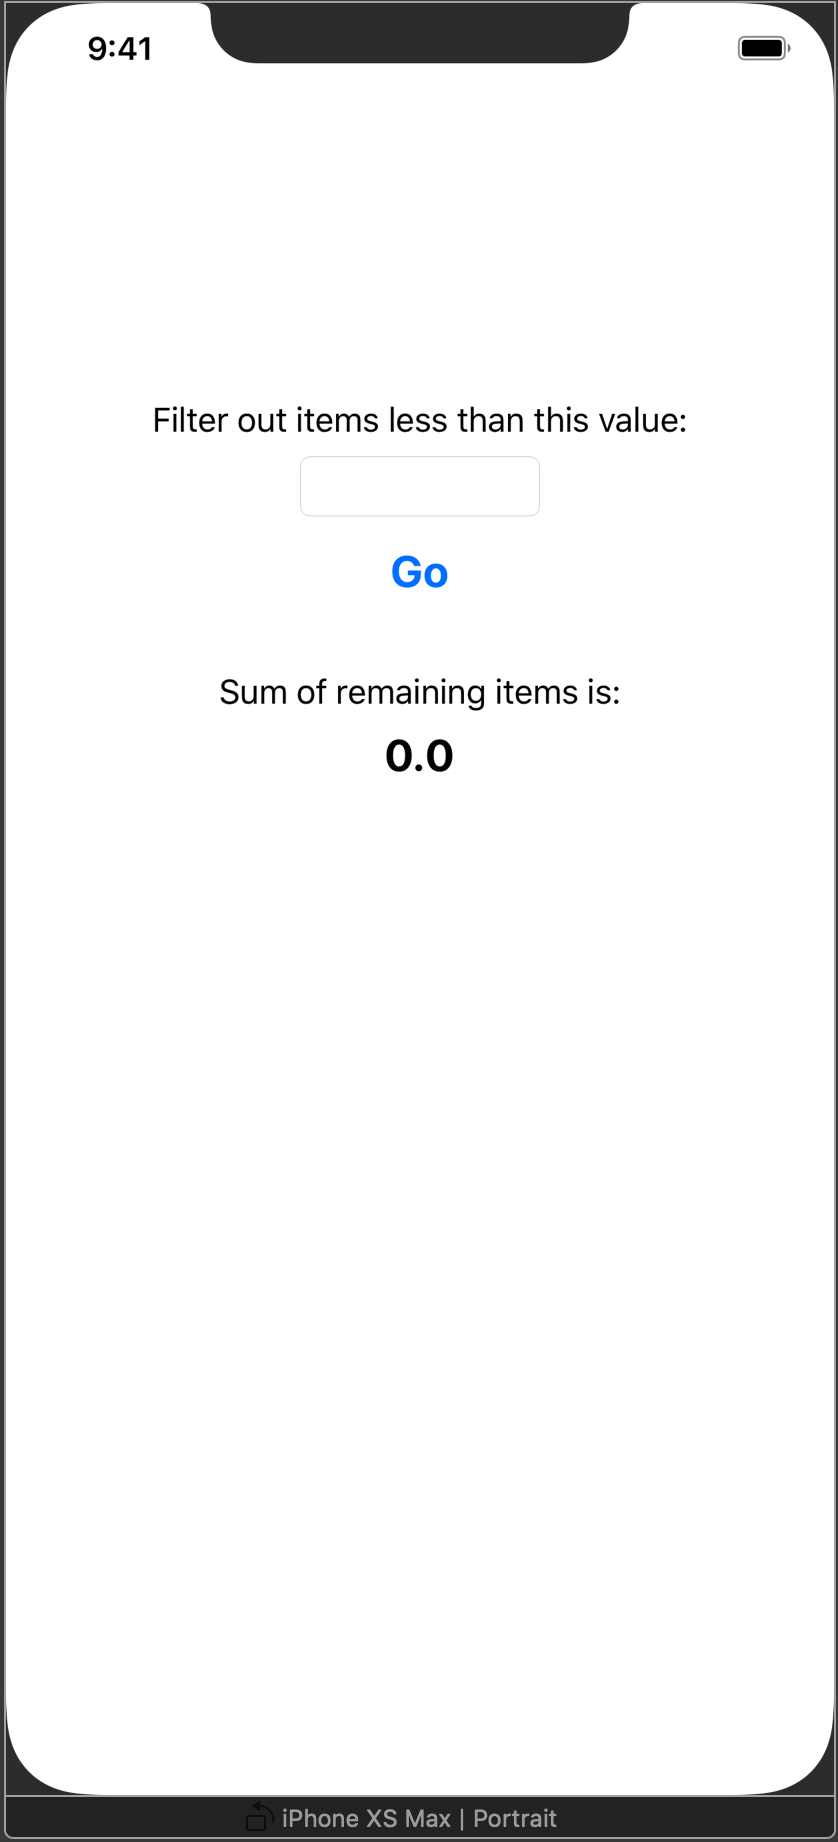 9:41
Filter out items less than this value:
Go
Sum of remaining items is:
0.0
iPhone XS Max | Portrait